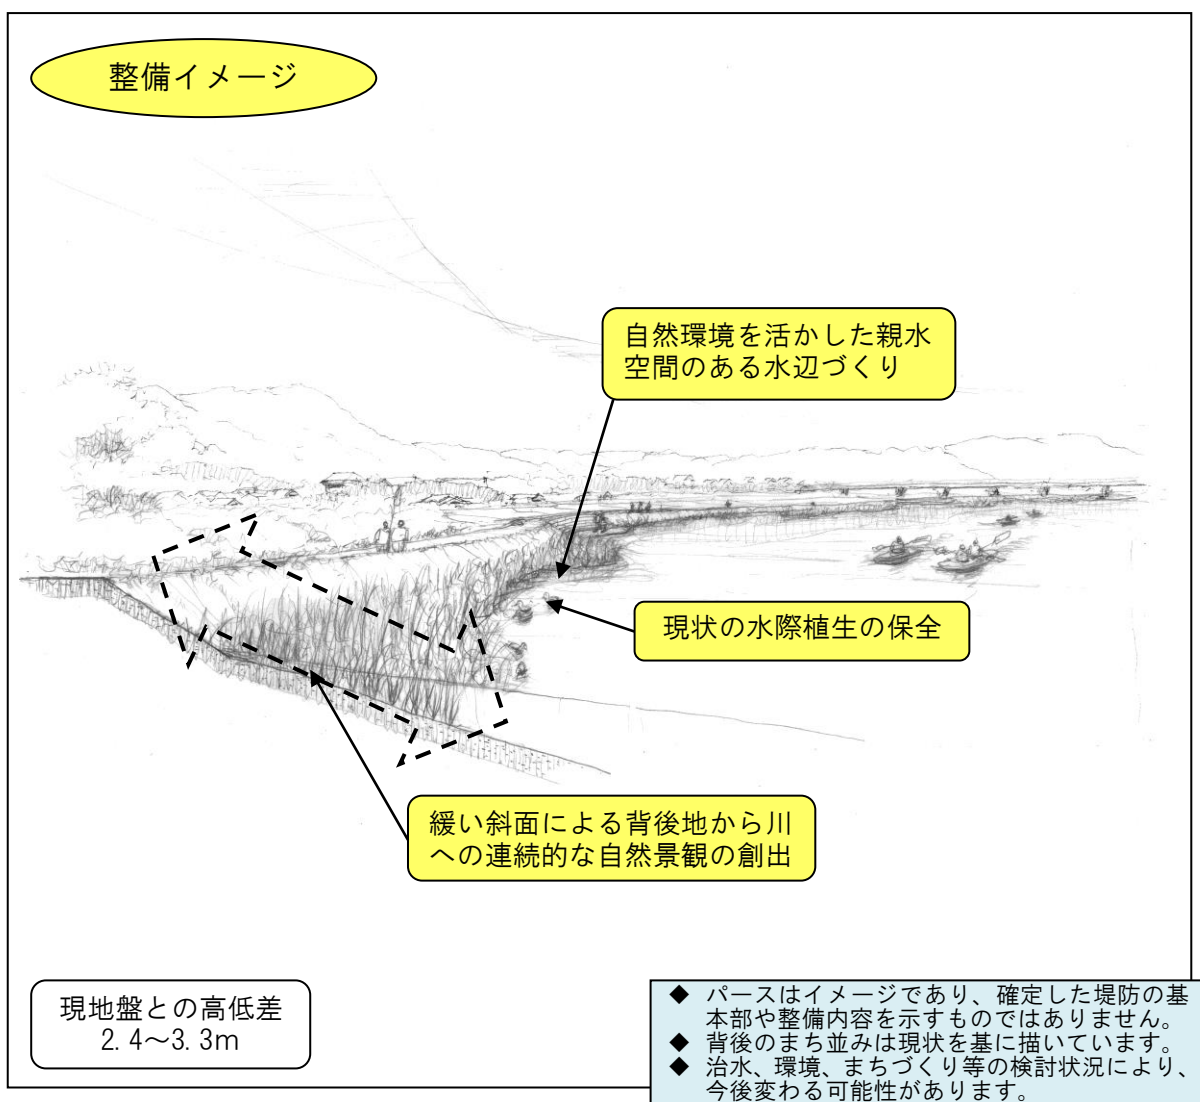 整備イメージ
自然環境を活かした親水
空間のある水辺づくり
現状の水際植生の保全
緩い斜面による背後地から川
への連続的な自然景観の創出
現地盤との高低差
2.4～3.3m
◆ パースはイメージであり、確定した堤防の基
本部や整備内容を示すものではありません。
◆ 背後のまち並みは現状を基に描いています。
◆ 治水、環境、まちづくり等の検討状況により、
今後変わる可能性があります。